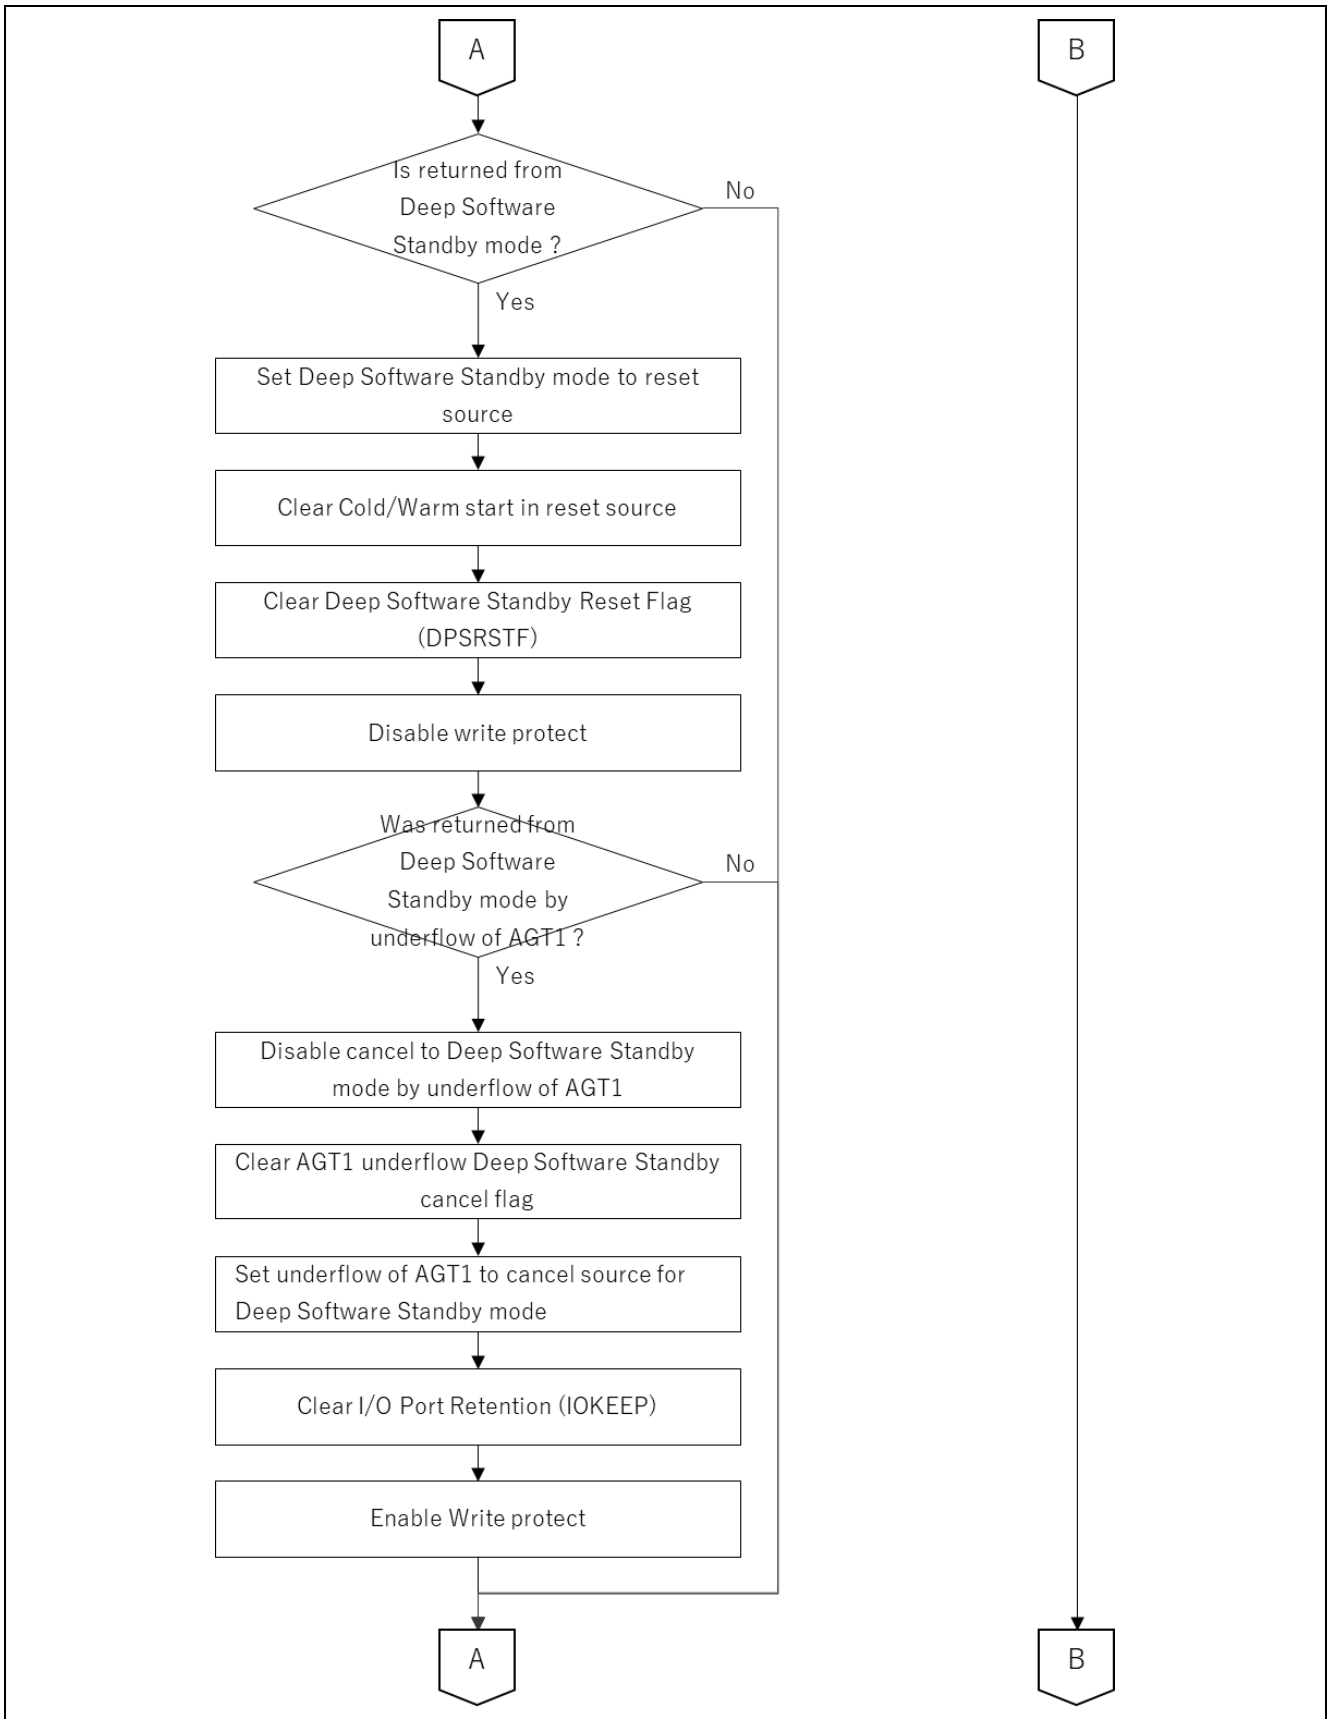 A
B
Is returned from
Deep Software
Standby mode ?
No
Yes
Set Deep Software Standby mode to reset
source
Clear Cold/Warm start in reset source
Clear Deep Software Standby Reset Flag
(DPSRSTF)
Disable write protect
Was returned from
Deep Software
Standby mode by
underflow of AGT1 ?
No
Yes
Disable cancel to Deep Software Standby
mode by underflow of AGT1
Clear AGT1 underflow Deep Software Standby
cancel flag
Set underflow of AGT1 to cancel source for
Deep Software Standby mode
Clear I/O Port Retention (IOKEEP)
Enable Write protect
A
B